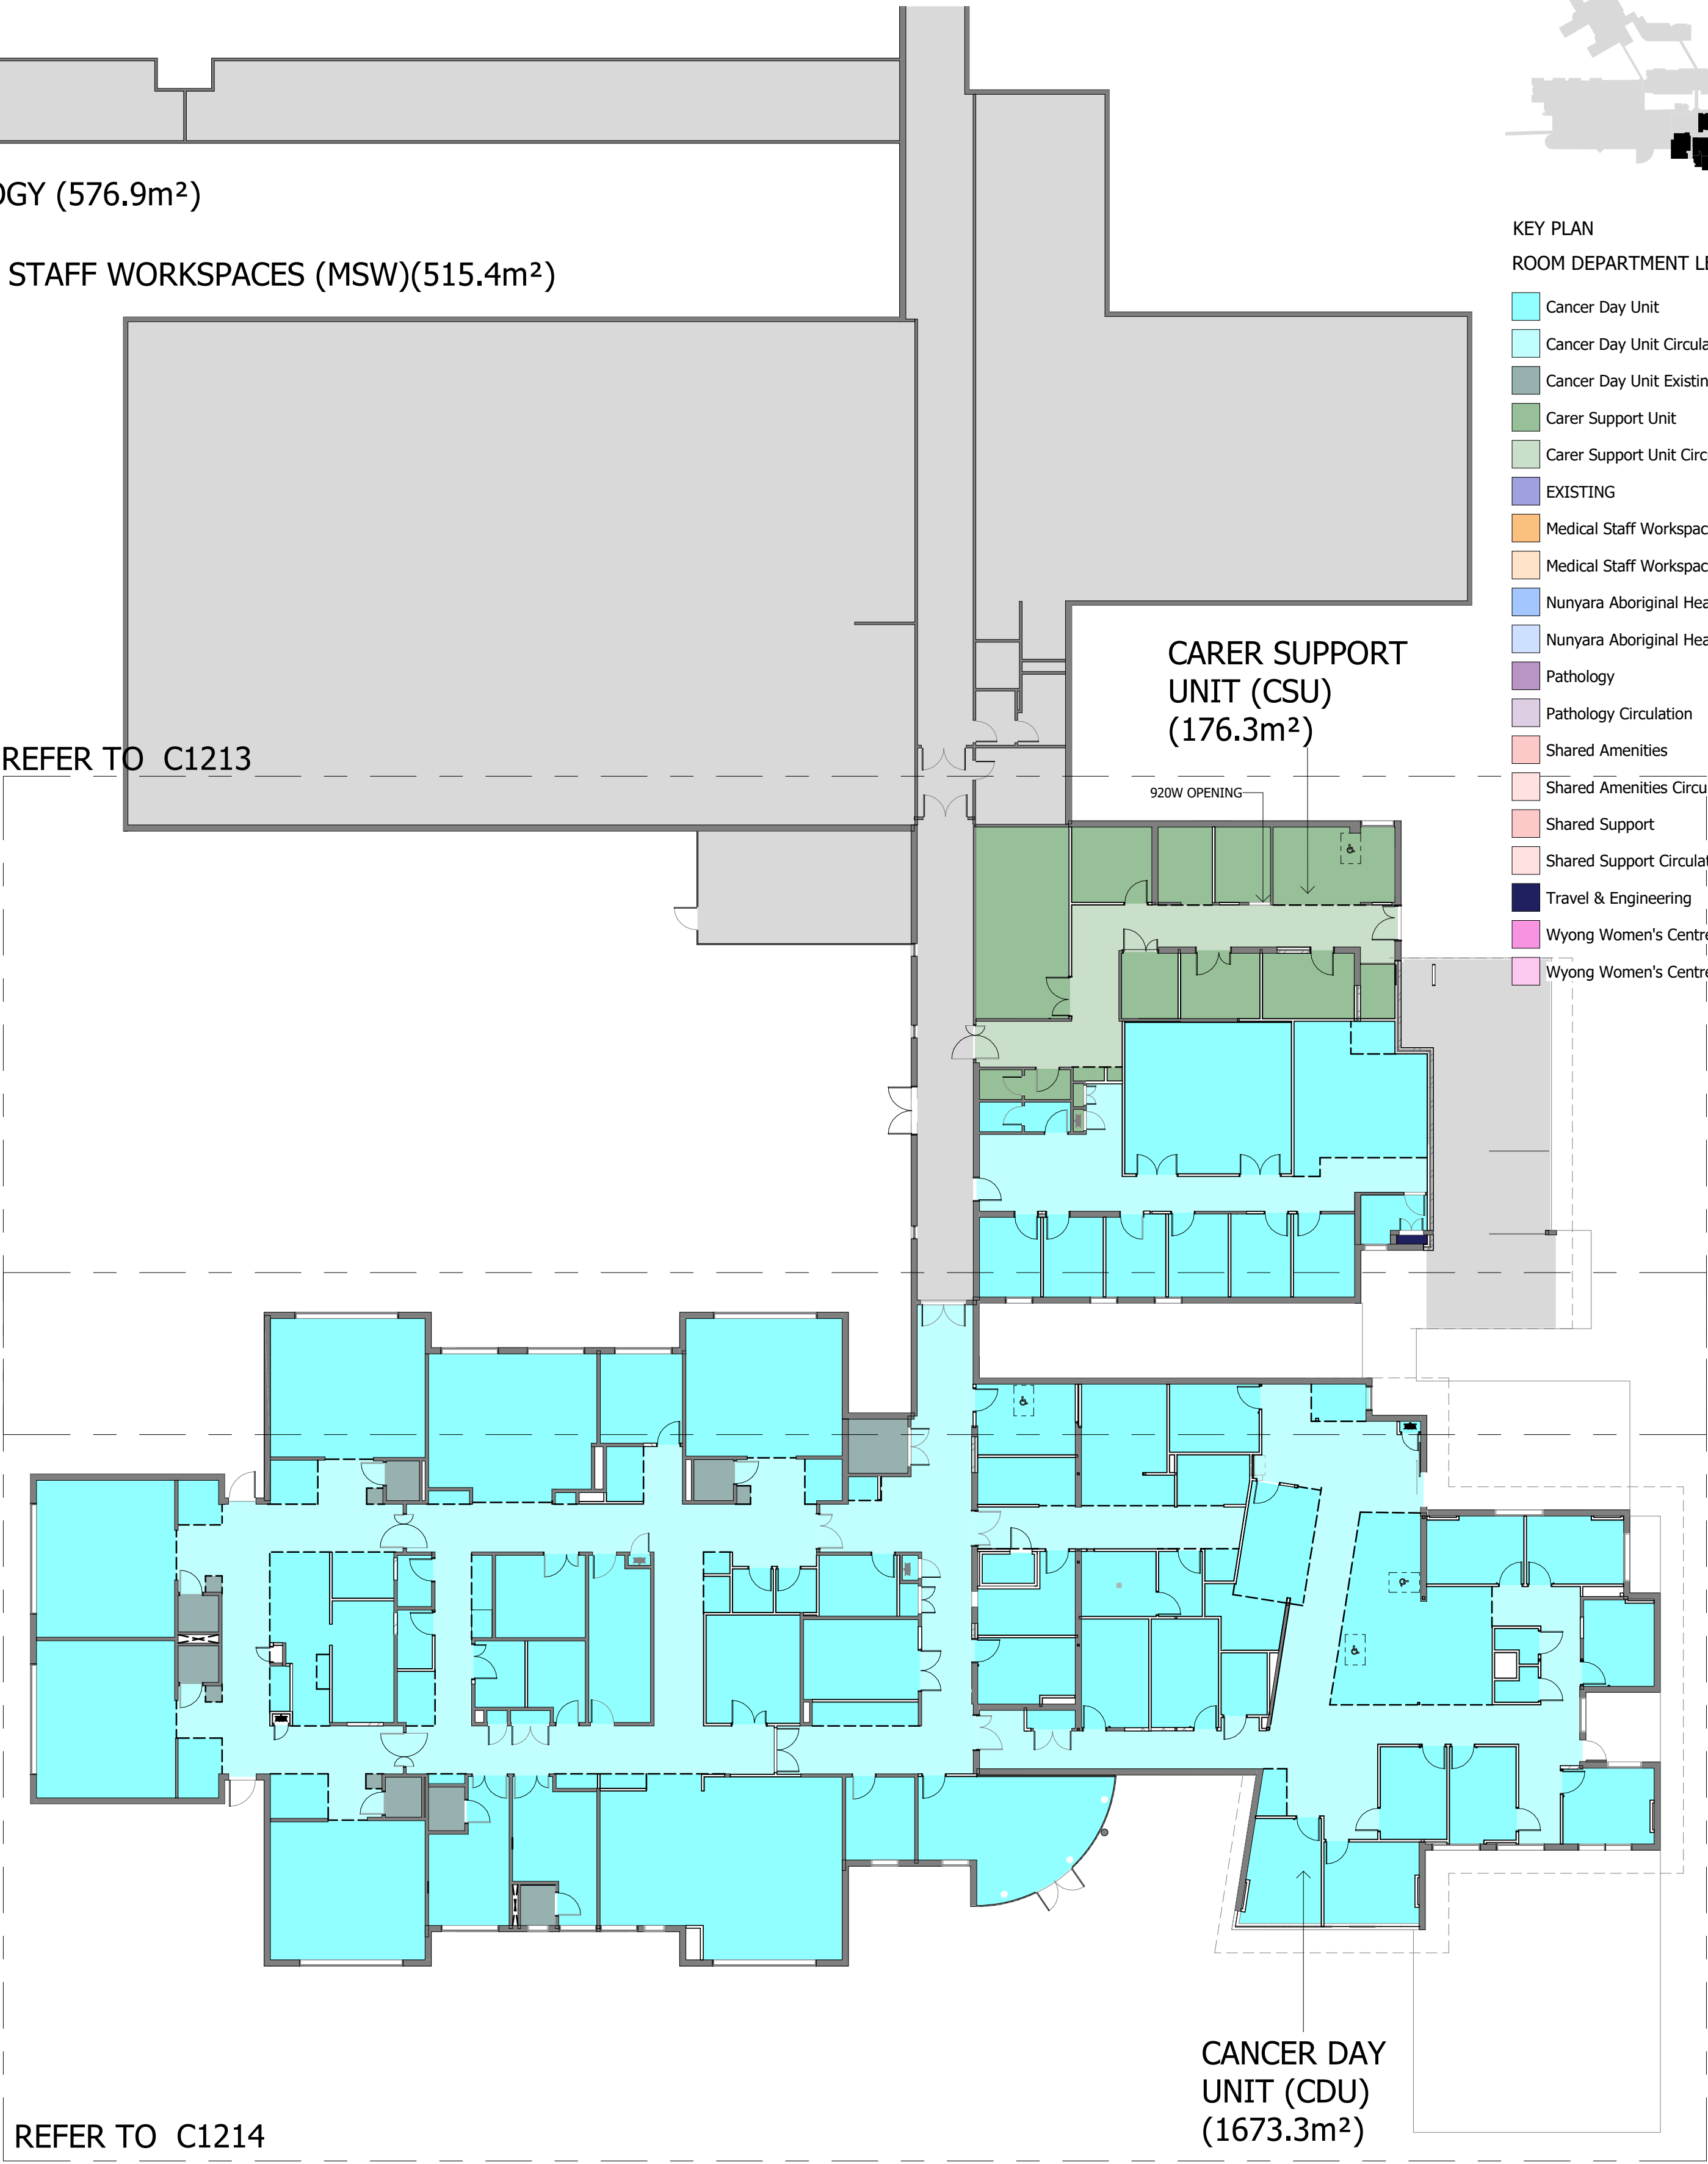 OGY (576.9m²)
STAFF WORKSPACES (MSW)(515.4m²)
KEY PLAN
ROOM DEPARTMENT LE
Cancer Day Unit
Cancer Day Unit Circula
Cancer Day Unit Existin
Carer Support Unit
Carer Support Unit Circ
EXISTING
Medical Staff Workspac
Medical Staff Workspac
Nunyara Aboriginal Hea
Nunyara Aboriginal Hea
Pathology
Pathology Circulation
Shared Amenities
Shared Amenities Circu
Shared Support
Shared Support Circulat
Travel & Engineering
Wyong Women's Centre
Wyong Women's Centre
CARER SUPPORT
UNIT (CSU)
(176.3m²)
REFER TO C1213
920W OPENING
CANCER DAY
UNIT (CDU)
(1673.3m²)
REFER TO C1214